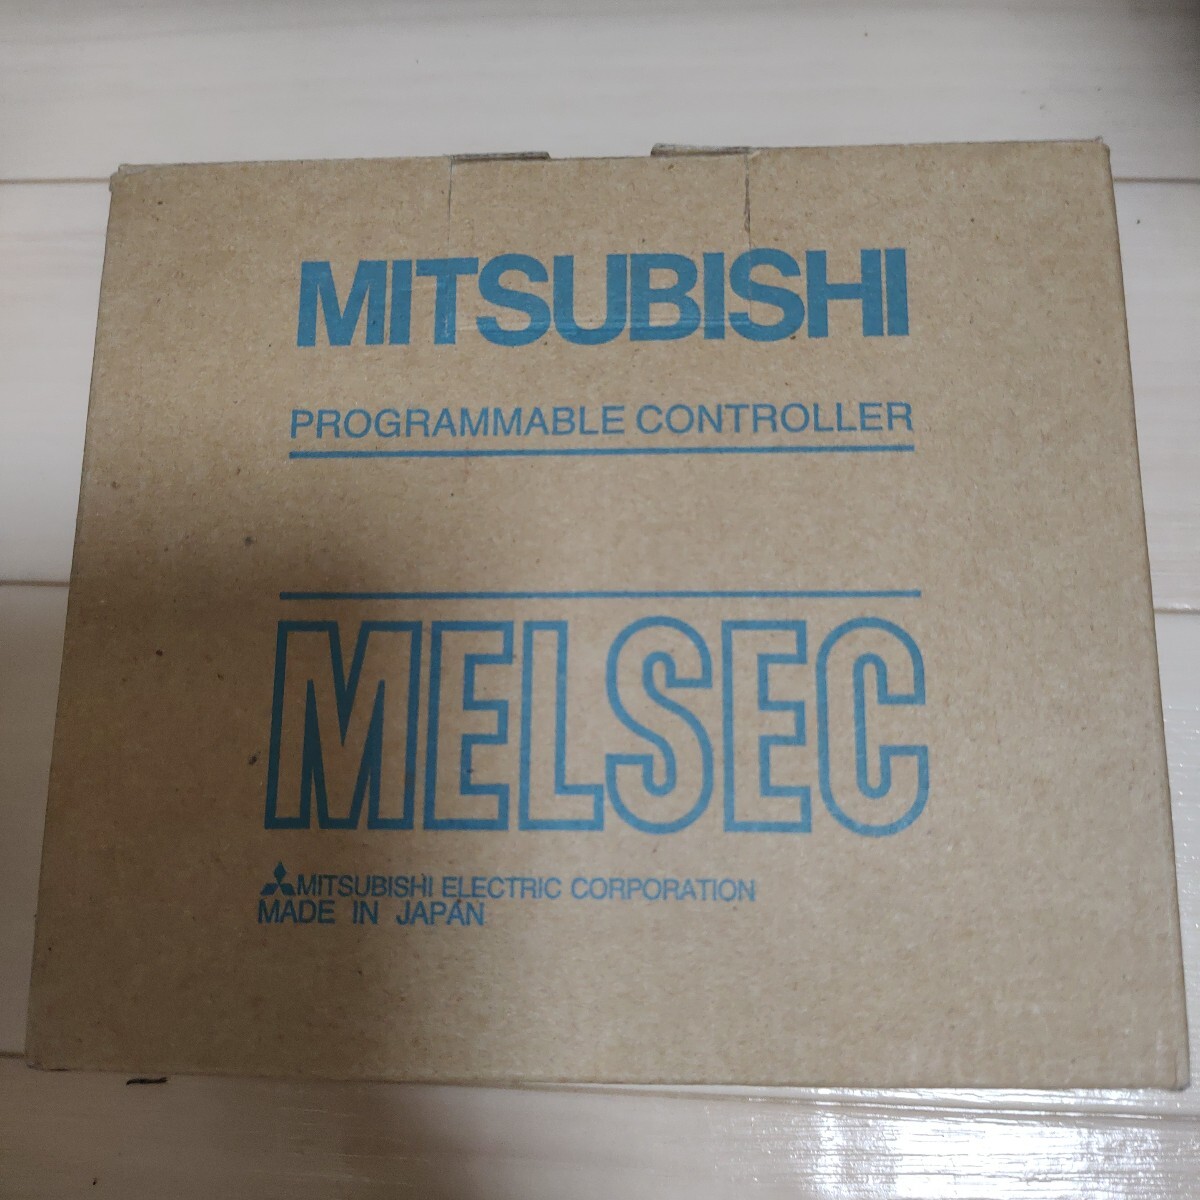 MITSUBISHI
PROGRAMMABLE CONTROLLER
MELSEC
MITSUBISHI ELECTRIC CORPORATION
MADE IN JAPAN